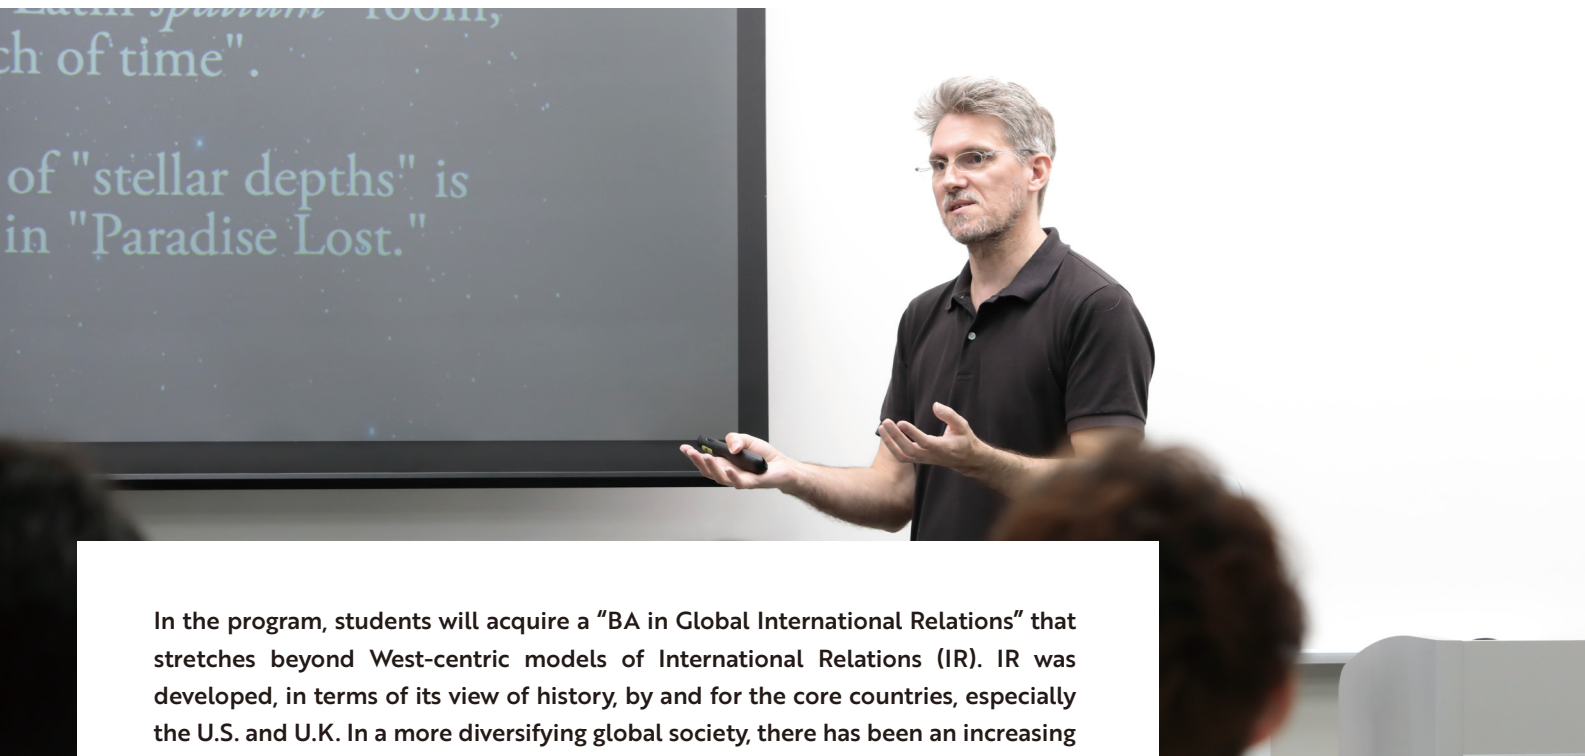 Latin spatium "room,
ch of time".
of "stellar depths" is
in "Paradise Lost."
In the program, students will acquire a “BA in Global International Relations” that
stretches beyond West-centric models of International Relations (IR). IR was
developed, in terms of its view of history, by and for the core countries, especially
the U.S. and U.K. In a more diversifying global society, there has been an increasing